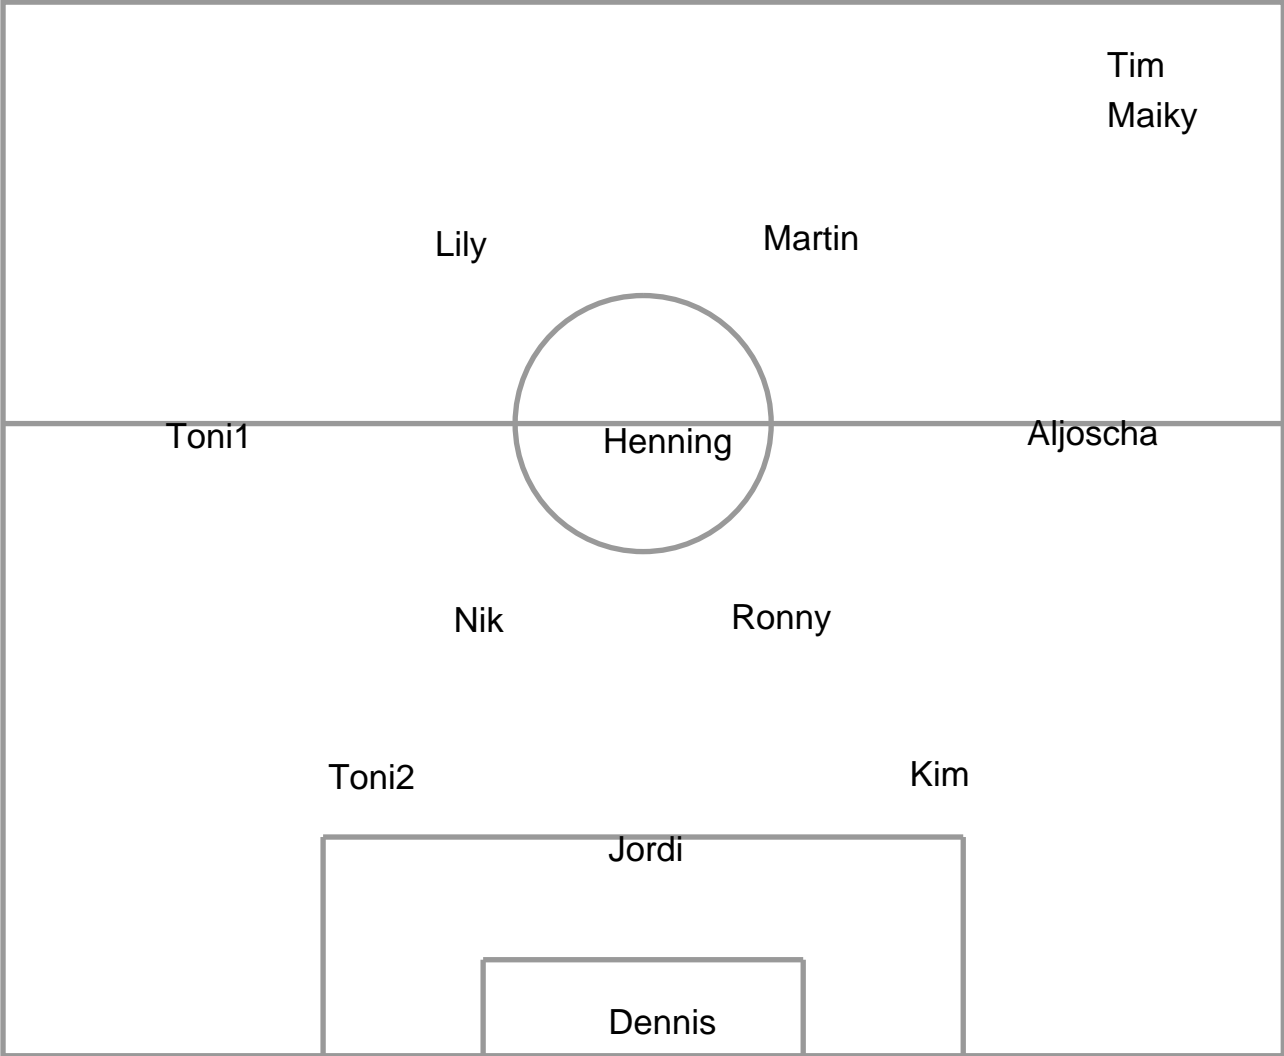 Tim
Maiky
Lily
Martin
Toni1
Henning
Aljoscha
Nik
Ronny
Toni2
Kim
Jordi
Dennis